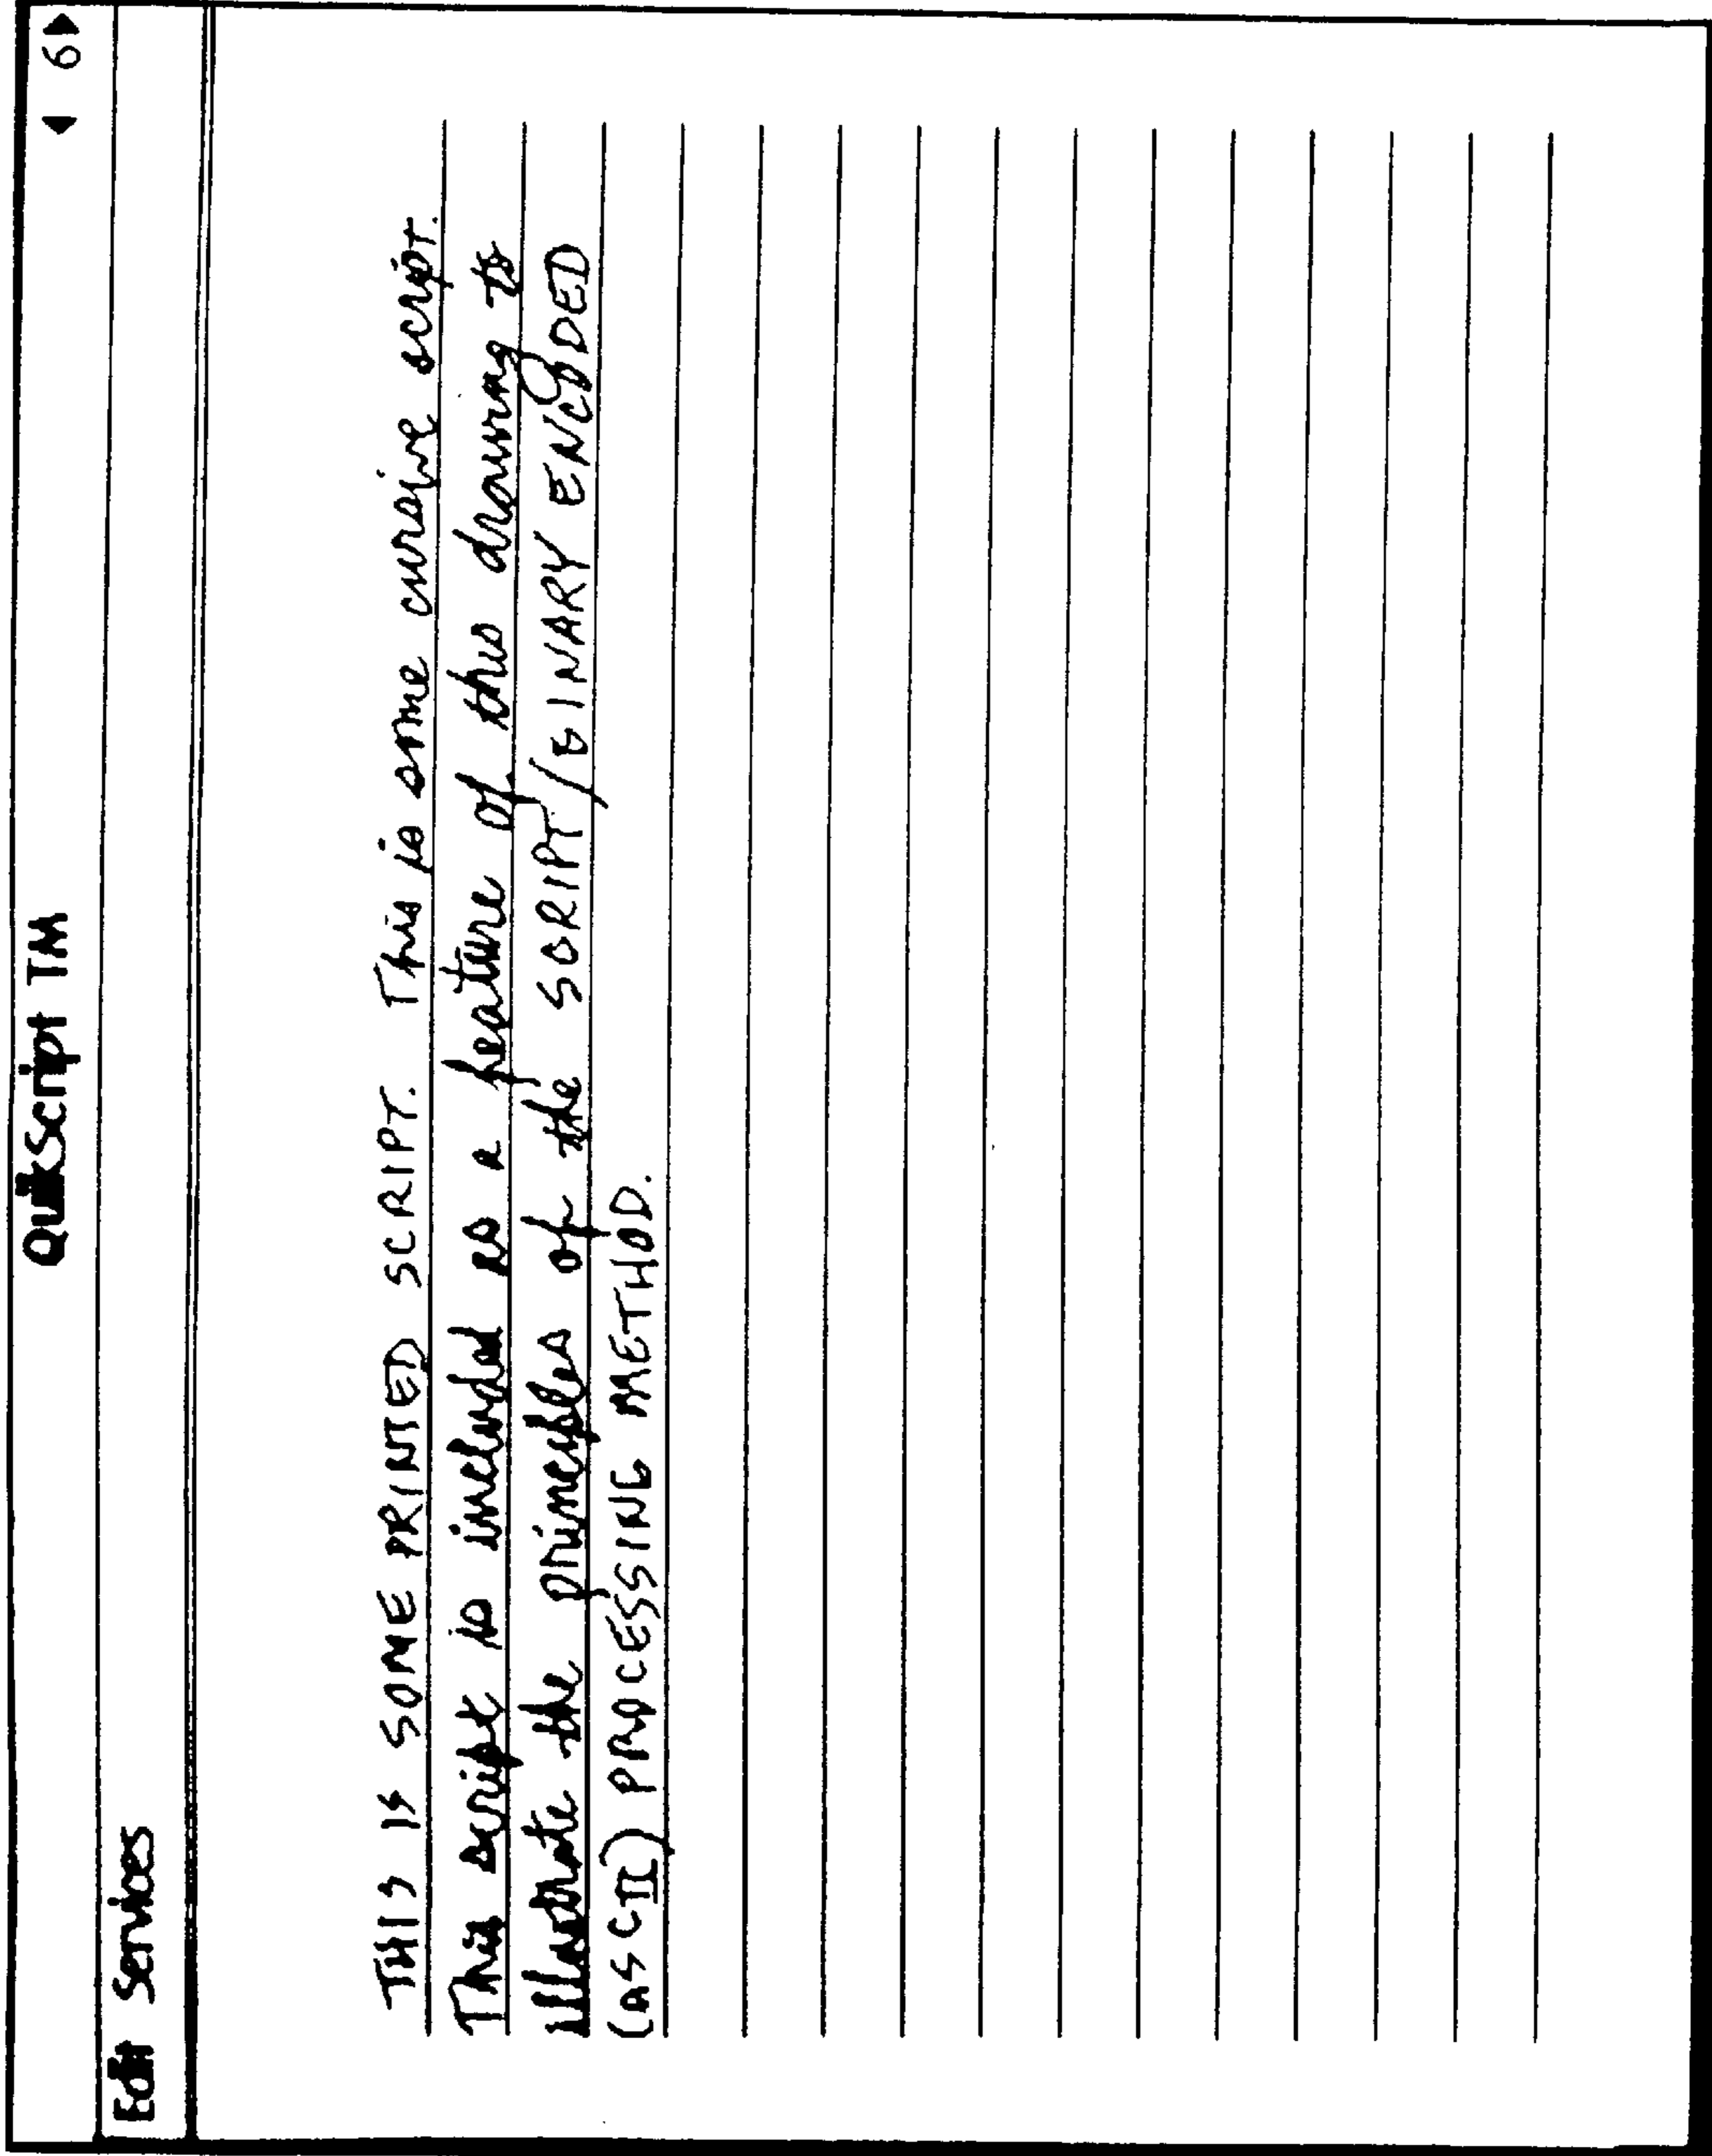 QuikScript TM ◀ 6 ▶
Edit Services
THIS IS SOME PRINTED SCRIPT. This is some cursive script.
This script is included as a feature of this drawing to
illustrate the principles of the SCRIPT/BINARY ENCODED
(ASCII) PROCESSING METHOD.